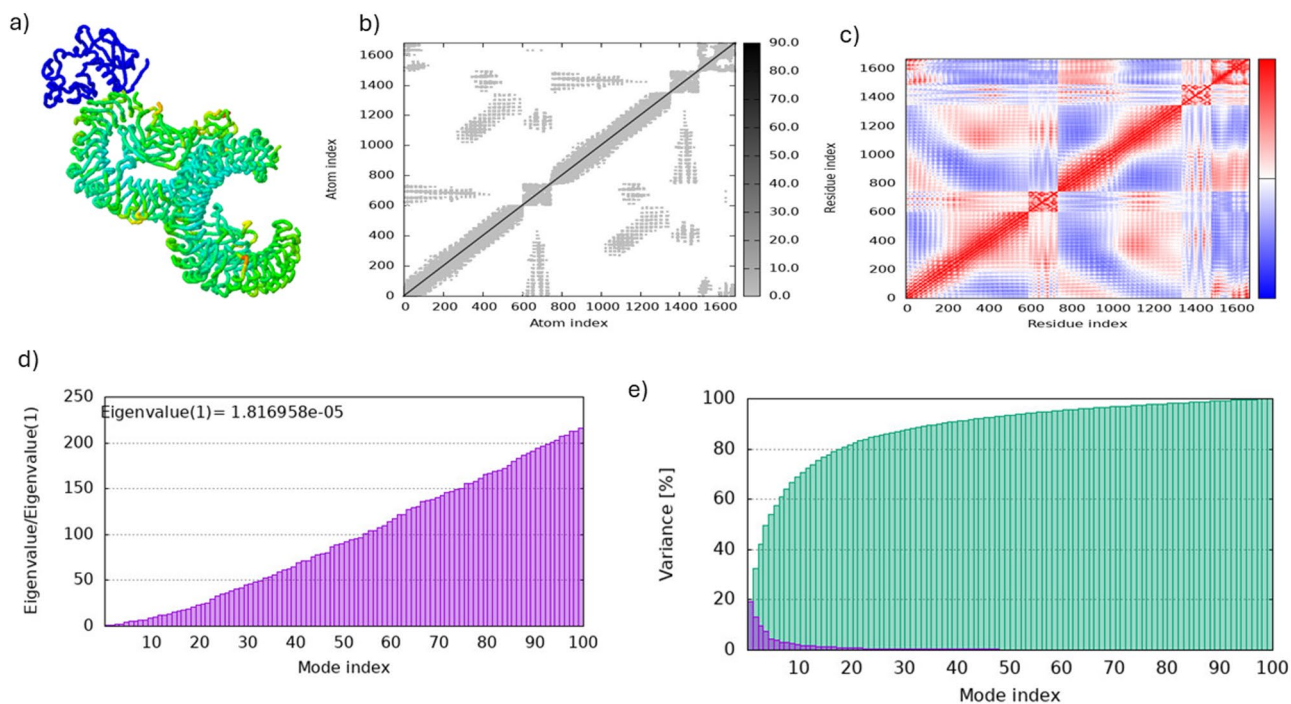 a)
b)
1600
1400
1200
1000
800
600
400
200
0
Atom index
0 200 400 600 800 1000 1200 1400 1600
Atom index
90.0
80.0
70.0
60.0
50.0
40.0
30.0
20.0
10.0
0.0
c)
1600
1400
1200
1000
800
600
400
200
0
Residue index
0 200 400 600 800 1000 1200 1400 1600
Residue index
d)
250
200
150
100
50
0
Eigenvalue/Eigenvalue(1)
Eigenvalue(1)= 1.816958e-05
10 20 30 40 50 60 70 80 90 100
Mode index
e)
100
80
60
40
20
0
Variance [%]
10 20 30 40 50 60 70 80 90 100
Mode index